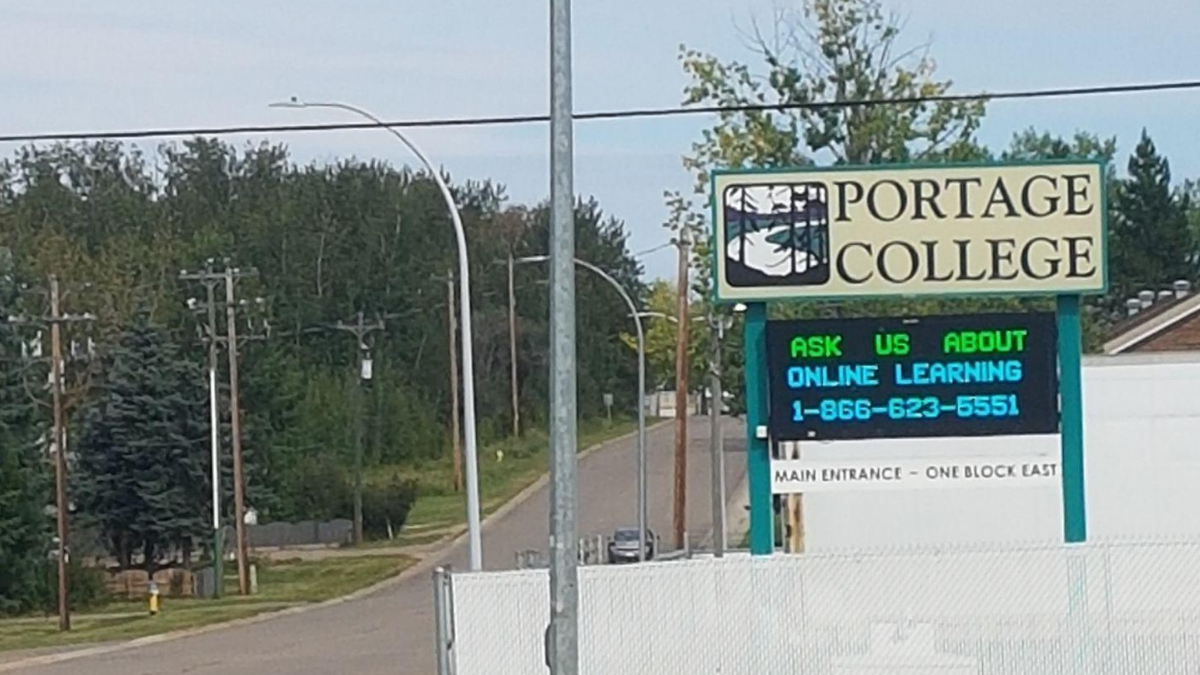 PORTAGE
COLLEGE
ASK US ABOUT
ONLINE LEARNING
1-866-623-5551
MAIN ENTRANCE – ONE BLOCK EAST